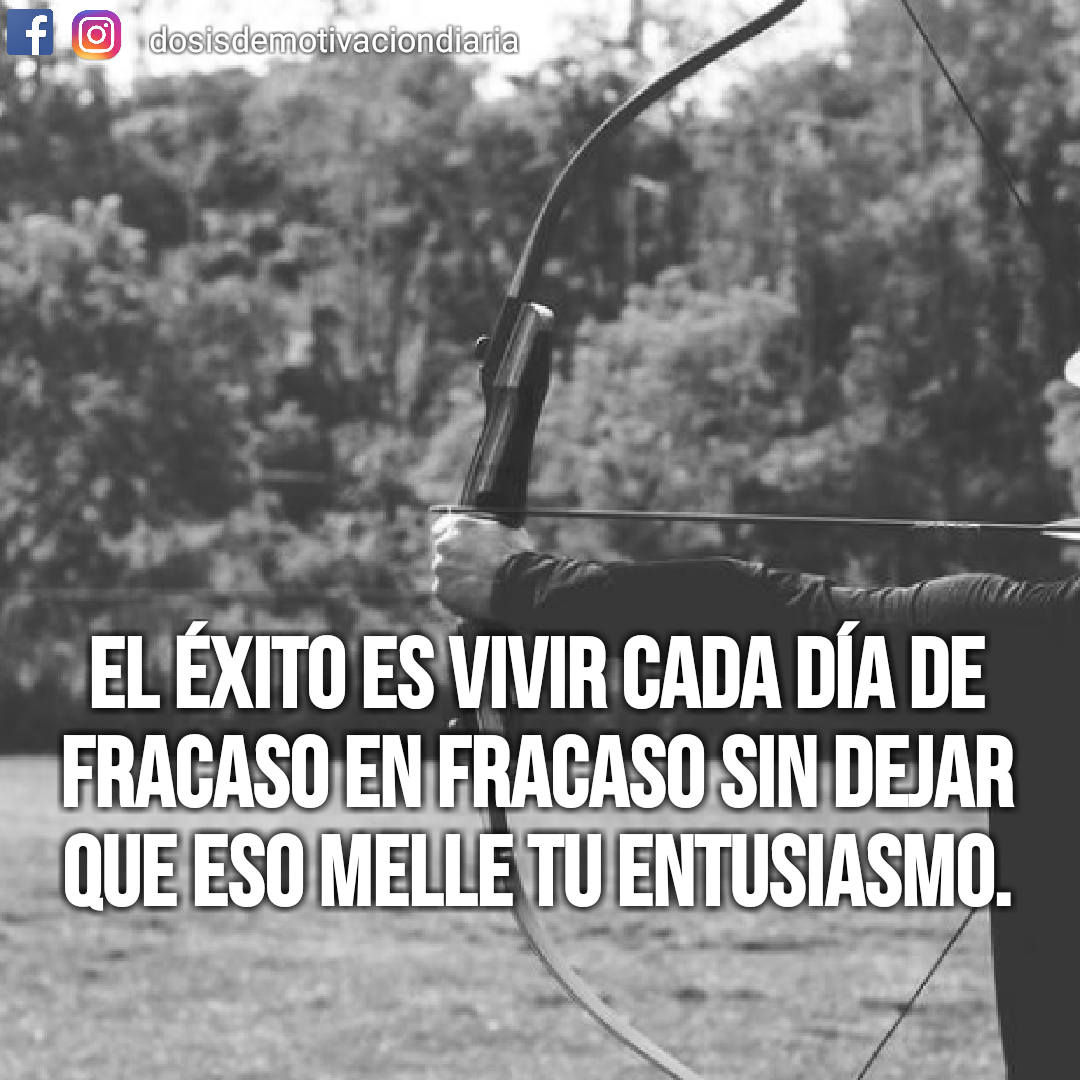 dosisdemotivaciondiaria
EL ÉXITO ES VIVIR CADA DÍA DE
FRACASO EN FRACASO SIN DEJAR
QUE ESO MELLE TU ENTUSIASMO.